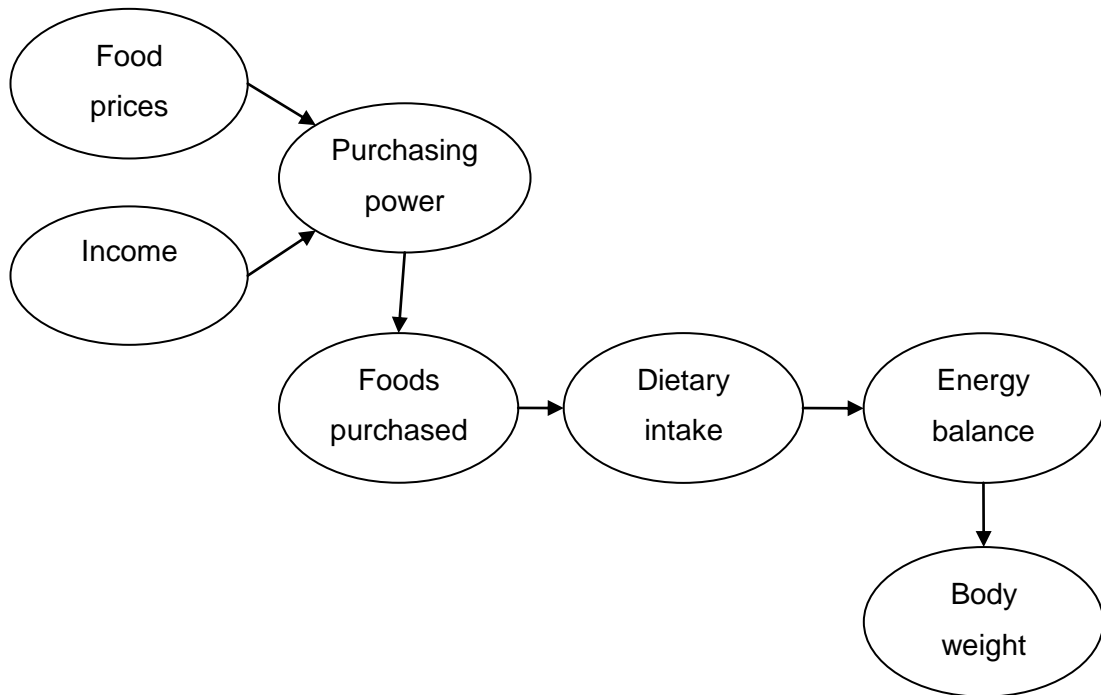 Food
prices
Purchasing
power
Income
Foods
purchased
Dietary
intake
Energy
balance
Body
weight